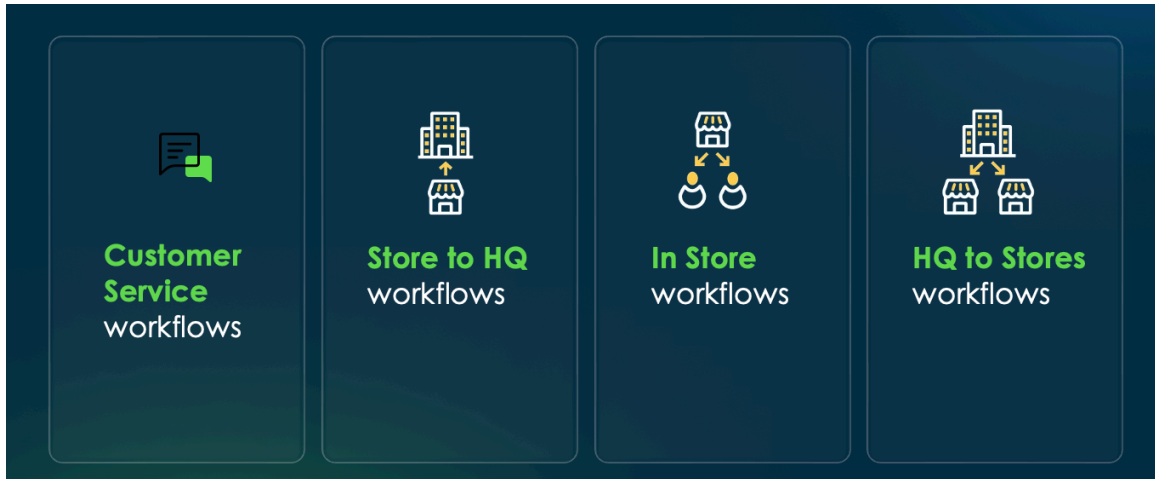 Customer
Service
workflows
Store to HQ
workflows
In Store
workflows
HQ to Stores
workflows